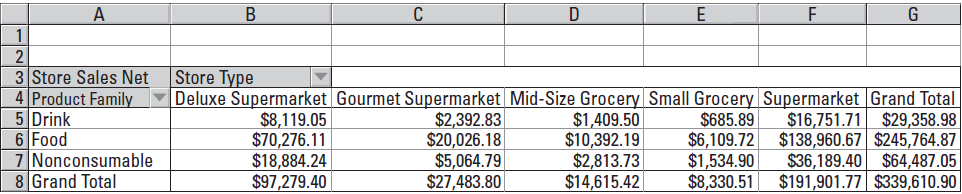 A B C D E F G
1
2
3 Store Sales Net Store Type
4 Product Family Deluxe Supermarket Gourmet Supermarket Mid-Size Grocery Small Grocery Supermarket Grand Total
5 Drink $8,119.05 $2,392.83 $1,409.50 $685.89 $16,751.71 $29,358.98
6 Food $70,276.11 $20,026.18 $10,392.19 $6,109.72 $138,960.67 $245,764.87
7 Nonconsumable $18,884.24 $5,064.79 $2,813.73 $1,534.90 $36,189.40 $64,487.05
8 Grand Total $97,279.40 $27,483.80 $14,615.42 $8,330.51 $191,901.77 $339,610.90